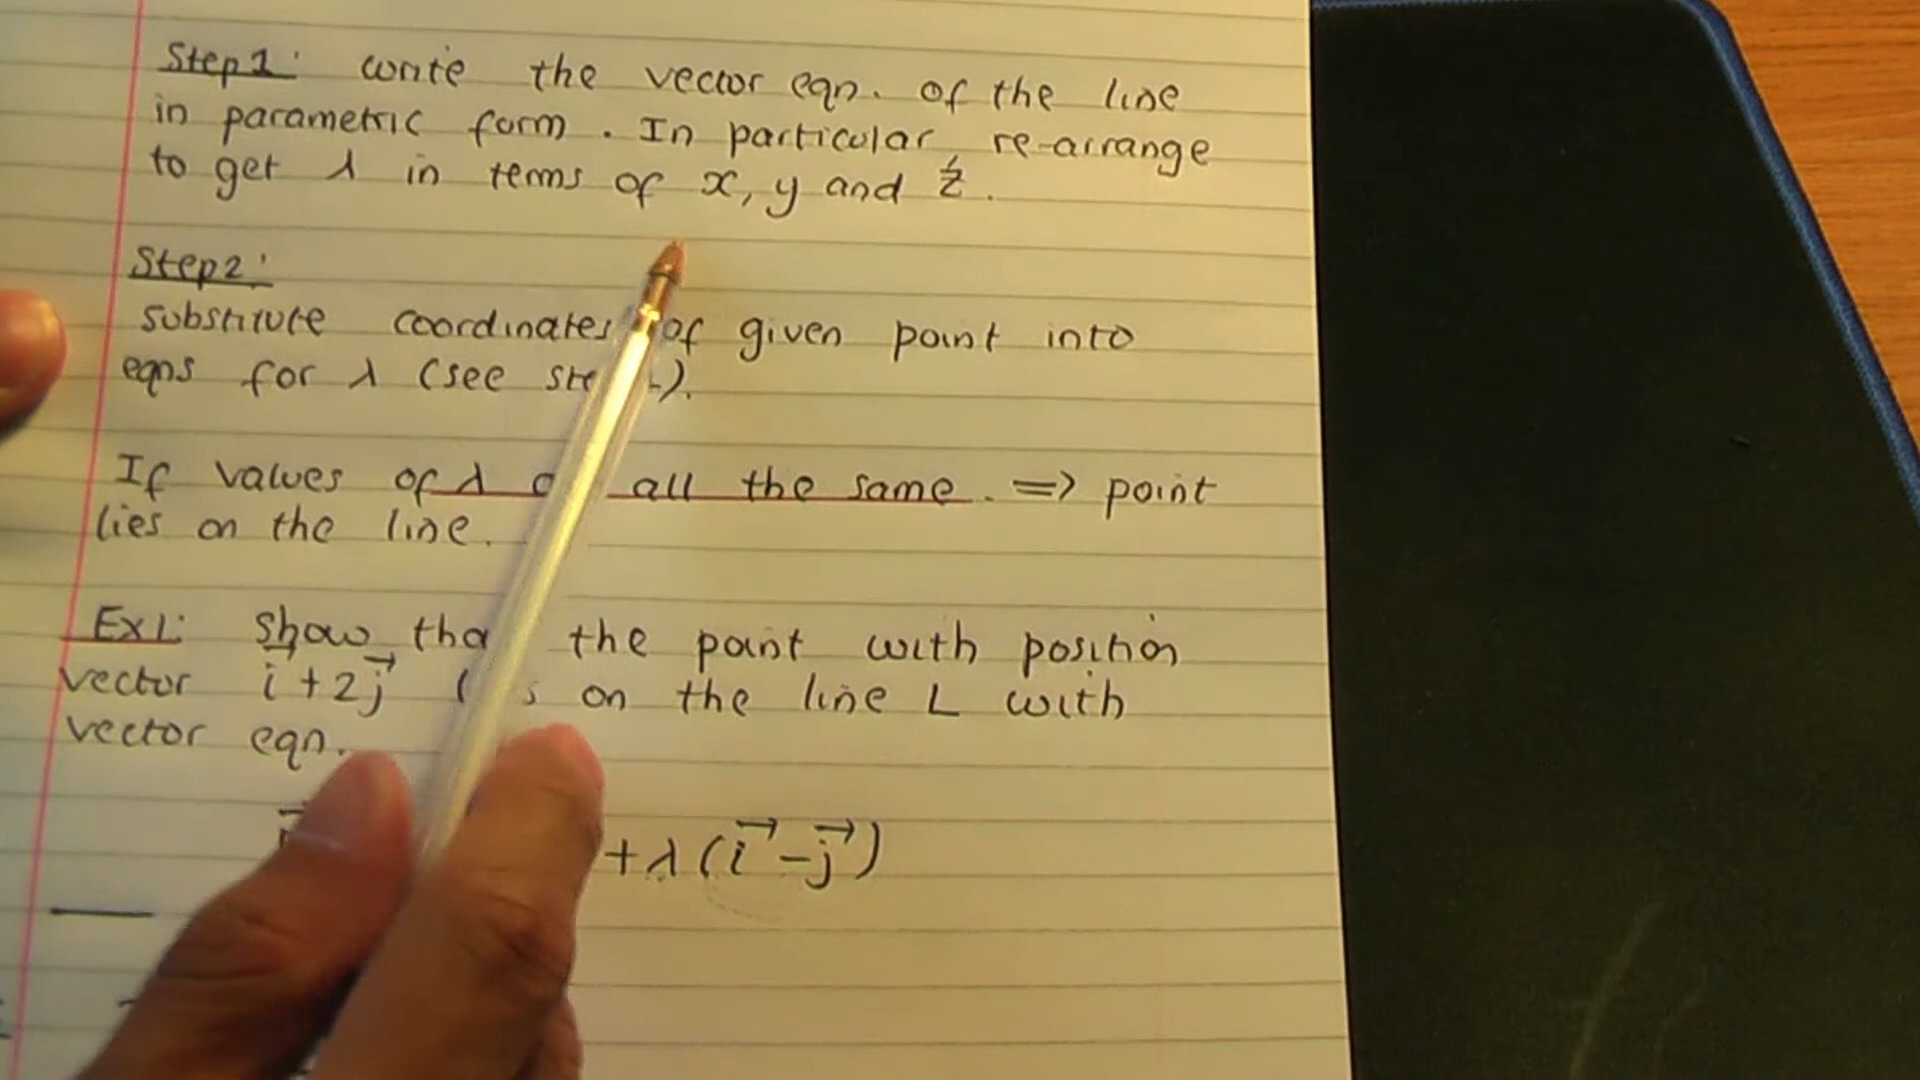 Step 1: write the vector eqn. of the line
in parametric form. In particular re-arrange
to get λ in terms of x, y and z.
Step 2:
substitute coordinates of given point into
eqns for λ (see
If values of λ all the same. => point
lies on the line.
Ex1: show the point with position
vector i⃗ + 2j⃗ on the line L with
vector eqn.
+ λ (i⃗ - j⃗)